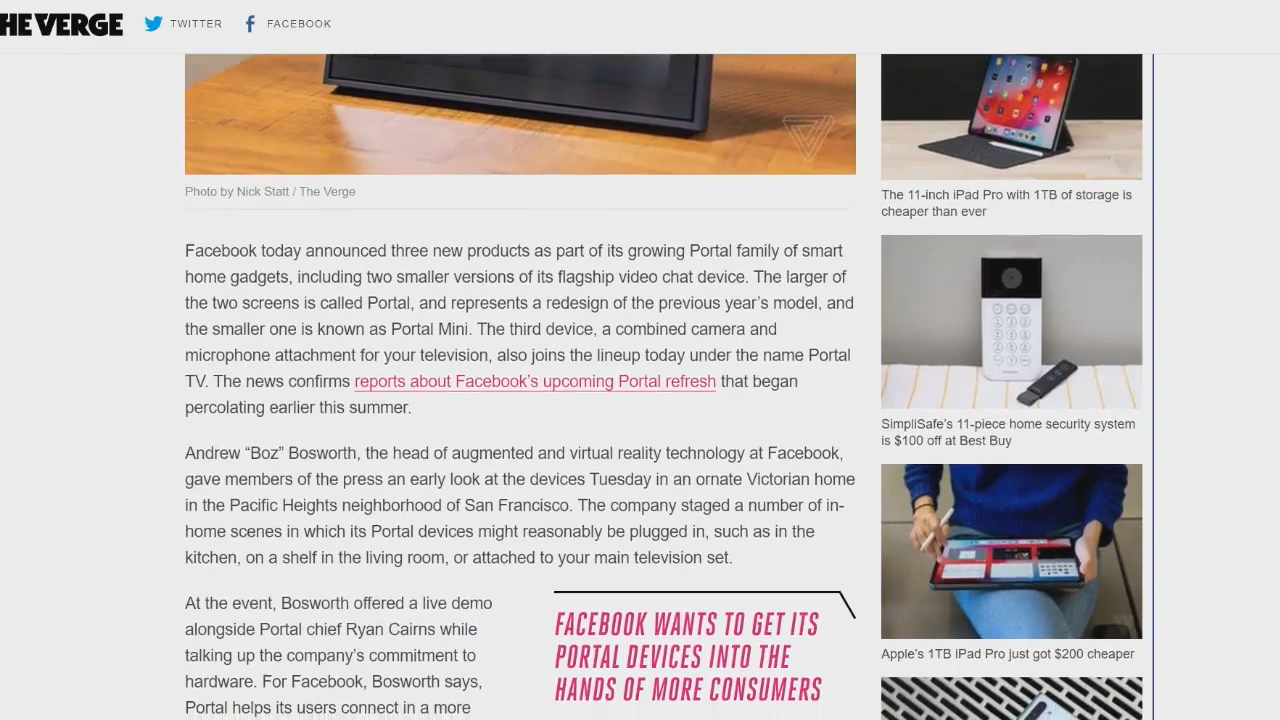 HE VERGE
TWITTER
FACEBOOK
Photo by Nick Statt / The Verge
Facebook today announced three new products as part of its growing Portal family of smart
home gadgets, including two smaller versions of its flagship video chat device. The larger of
the two screens is called Portal, and represents a redesign of the previous year’s model, and
the smaller one is known as Portal Mini. The third device, a combined camera and
microphone attachment for your television, also joins the lineup today under the name Portal
TV. The news confirms reports about Facebook’s upcoming Portal refresh that began
percolating earlier this summer.
Andrew “Boz” Bosworth, the head of augmented and virtual reality technology at Facebook,
gave members of the press an early look at the devices Tuesday in an ornate Victorian home
in the Pacific Heights neighborhood of San Francisco. The company staged a number of in-
home scenes in which its Portal devices might reasonably be plugged in, such as in the
kitchen, on a shelf in the living room, or attached to your main television set.
At the event, Bosworth offered a live demo
alongside Portal chief Ryan Cairns while
talking up the company’s commitment to
hardware. For Facebook, Bosworth says,
Portal helps its users connect in a more
FACEBOOK WANTS TO GET ITS
PORTAL DEVICES INTO THE
HANDS OF MORE CONSUMERS
The 11-inch iPad Pro with 1TB of storage is
cheaper than ever
SimpliSafe’s 11-piece home security system
is $100 off at Best Buy
Apple’s 1TB iPad Pro just got $200 cheaper